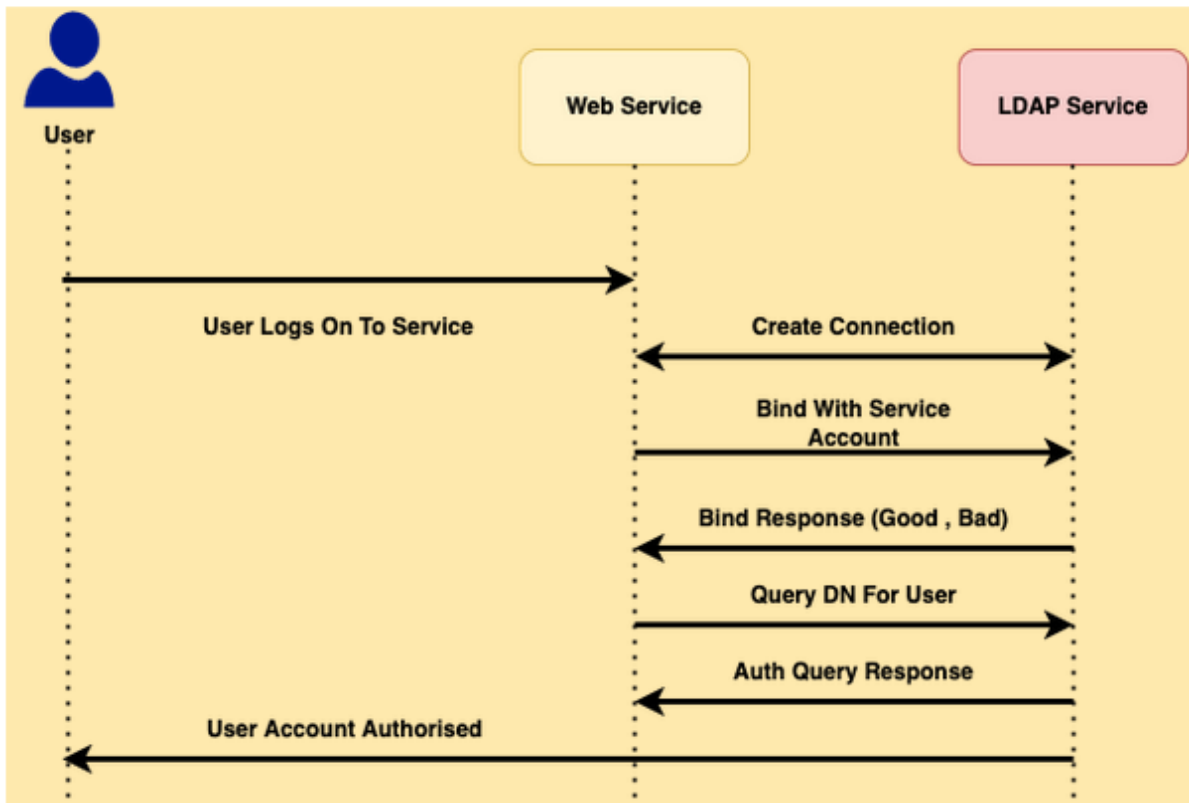 User
Web Service
LDAP Service
User Logs On To Service
Create Connection
Bind With Service
Account
Bind Response (Good , Bad)
Query DN For User
Auth Query Response
User Account Authorised